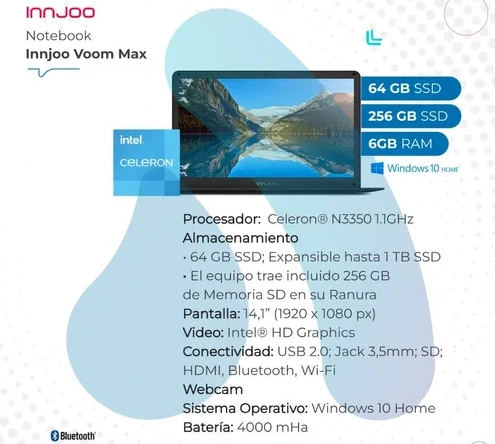 INNJOO
Notebook
Innjoo Voom Max
64 GB SSD
256 GB SSD
6GB RAM
Windows 10 HOME
intel
CELERON
INNJOO
Procesador: Celeron® N3350 1.1GHz
Almacenamiento
• 64 GB SSD; Expansible hasta 1 TB SSD
• El equipo trae incluido 256 GB
de Memoria SD en su Ranura
Pantalla: 14,1” (1920 x 1080 px)
Video: Intel® HD Graphics
Conectividad: USB 2.0; Jack 3,5mm; SD;
HDMI, Bluetooth, Wi-Fi
Webcam
Sistema Operativo: Windows 10 Home
Batería: 4000 mHa
Bluetooth